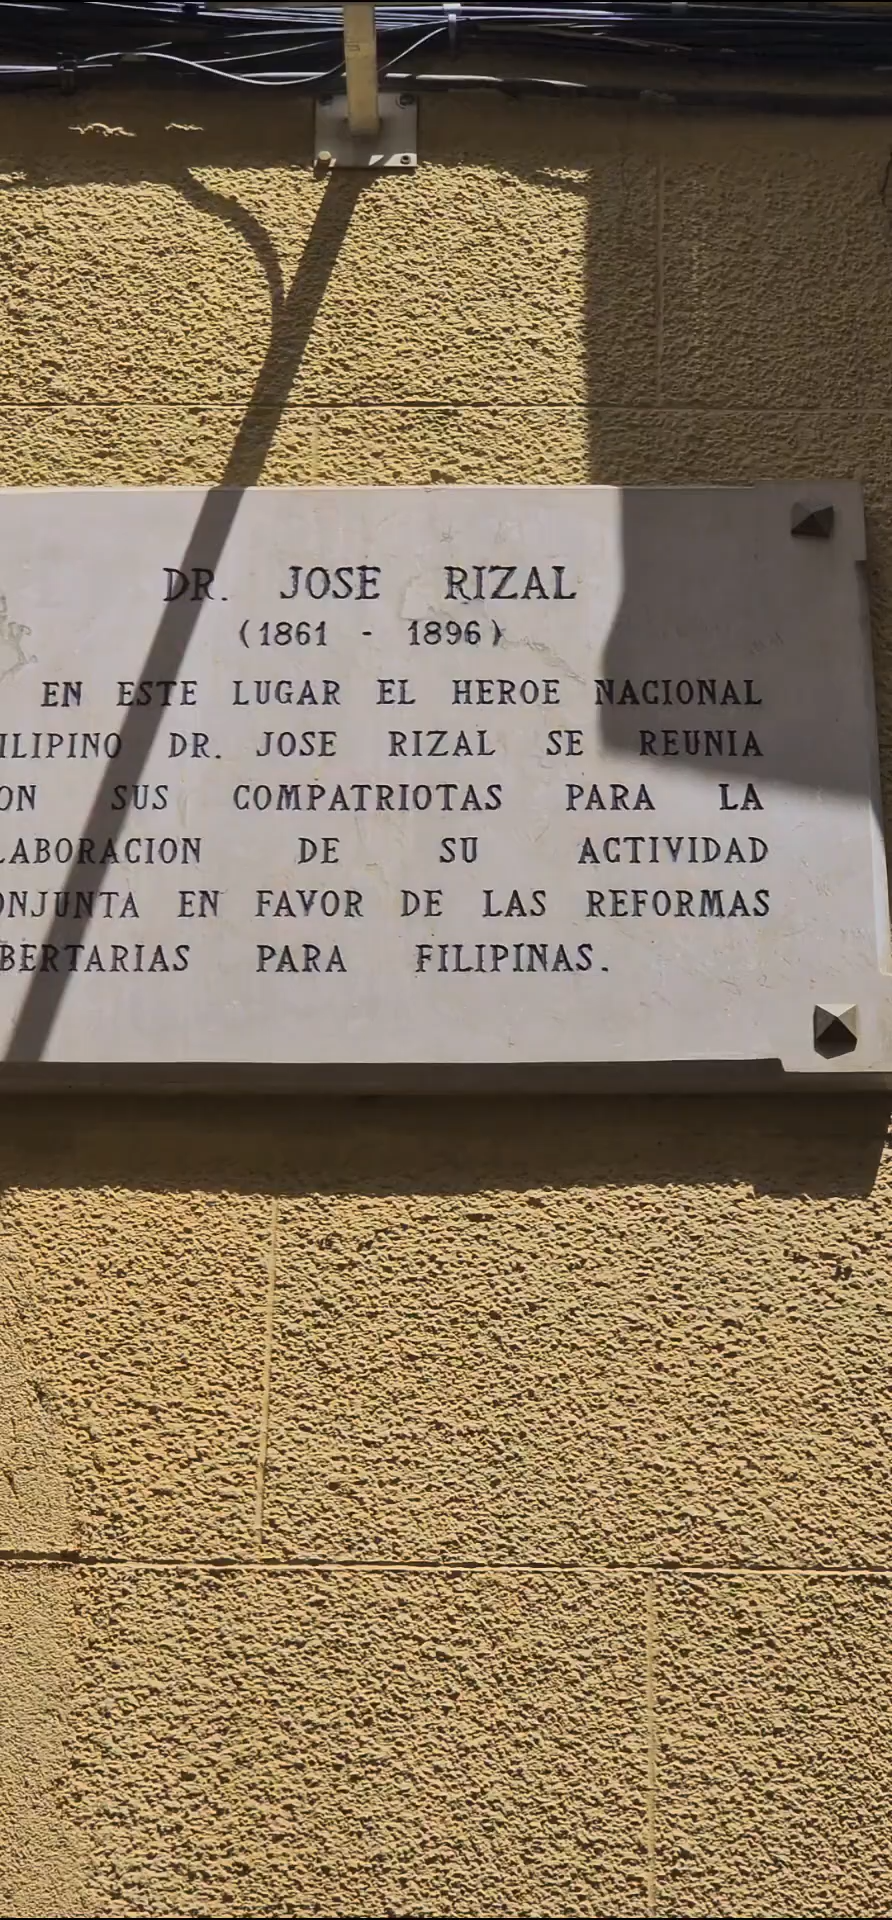 DR. JOSE RIZAL
(1861 - 1896)
EN ESTE LUGAR EL HEROE NACIONAL
ILIPINO DR. JOSE RIZAL SE REUNIA
ON SUS COMPATRIOTAS PARA LA
LABORACION DE SU ACTIVIDAD
ONJUNTA EN FAVOR DE LAS REFORMAS
BERTARIAS PARA FILIPINAS.